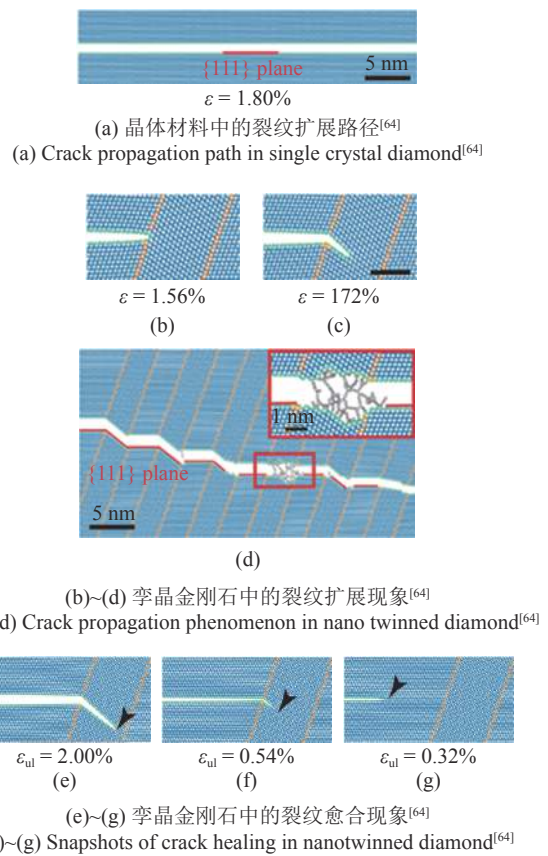 {111} plane
5 nm
ε = 1.80%
(a) 晶体材料中的裂纹扩展路径[64]
(a) Crack propagation path in single crystal diamond[64]
ε = 1.56%
ε = 172%
(b)
(c)
1 nm
{111} plane
5 nm
(d)
(b)~(d) 孪晶金刚石中的裂纹扩展现象[64]
d) Crack propagation phenomenon in nano twinned diamond[64]
εul = 2.00%
εul = 0.54%
εul = 0.32%
(e)
(f)
(g)
(e)~(g) 孪晶金刚石中的裂纹愈合现象[64]
)~(g) Snapshots of crack healing in nanotwinned diamond[64]